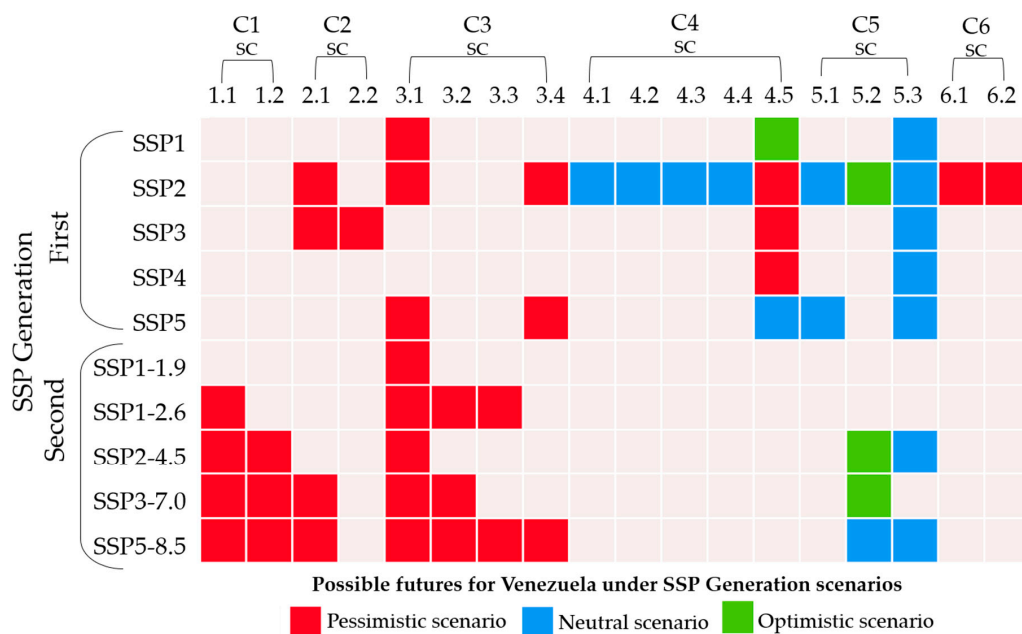 C1 C2 C3 C4 C5 C6
SC SC SC SC SC SC
1.1 1.2 2.1 2.2 3.1 3.2 3.3 3.4 4.1 4.2 4.3 4.4 4.5 5.1 5.2 5.3 6.1 6.2
SSP Generation
First
SSP1
SSP2
SSP3
SSP4
SSP5
Second
SSP1-1.9
SSP1-2.6
SSP2-4.5
SSP3-7.0
SSP5-8.5
Possible futures for Venezuela under SSP Generation scenarios
Pessimistic scenario Neutral scenario Optimistic scenario